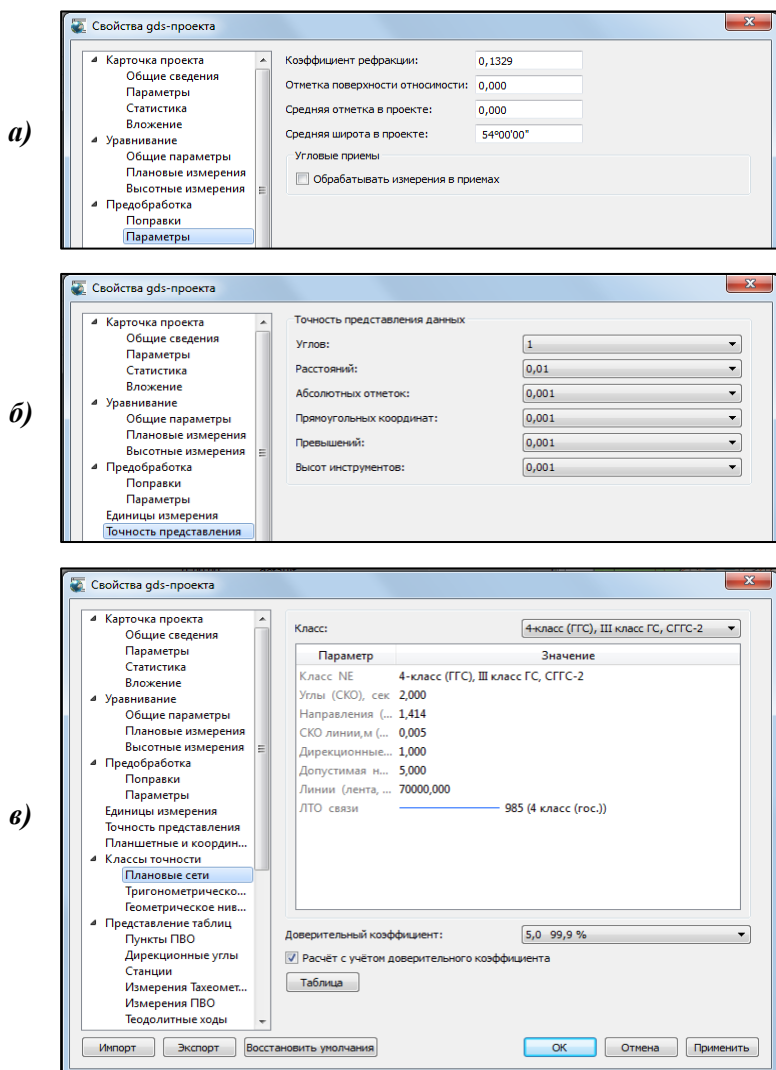 а)
Свойства gds-проекта
Карточка проекта
Общие сведения
Параметры
Статистика
Вложение
Уравнивание
Общие параметры
Плановые измерения
Высотные измерения
Предобработка
Поправки
Параметры
Коэффициент рефракции: 0,1329
Отметка поверхности относимости: 0,000
Средняя отметка в проекте: 0,000
Средняя широта в проекте: 54°00'00"
Угловые приемы
Обрабатывать измерения в приемах
б)
Свойства gds-проекта
Карточка проекта
Общие сведения
Параметры
Статистика
Вложение
Уравнивание
Общие параметры
Плановые измерения
Высотные измерения
Предобработка
Поправки
Параметры
Единицы измерения
Точность представления
Точность представления данных
Углов: 1
Расстояний: 0,01
Абсолютных отметок: 0,001
Прямоугольных координат: 0,001
Превышений: 0,001
Высот инструментов: 0,001
в)
Свойства gds-проекта
Карточка проекта
Общие сведения
Параметры
Статистика
Вложение
Уравнивание
Общие параметры
Плановые измерения
Высотные измерения
Предобработка
Поправки
Параметры
Единицы измерения
Точность представления
Планшетные и координ...
Классы точности
Плановые сети
Тригонометрическо...
Геометрическое нив...
Представление таблиц
Пункты ПВО
Дирекционные углы
Станции
Измерения Тахеомет...
Измерения ПВО
Теодолитные ходы
Класс: 4-класс (ГГС), III класс ГС, СГГС-2
Параметр Значение
Класс NE 4-класс (ГГС), III класс ГС, СГГС-2
Углы (СКО), сек 2,000
Направления (... 1,414
СКО линии,м (... 0,005
Дирекционные... 1,000
Допустимая н... 5,000
Линии (лента, ... 70000,000
ЛТО связи 985 (4 класс (гос.))
Доверительный коэффициент: 5,0 99,9 %
Расчёт с учётом доверительного коэффициента
Таблица
Импорт Экспорт Восстановить умолчания OK Отмена Применить